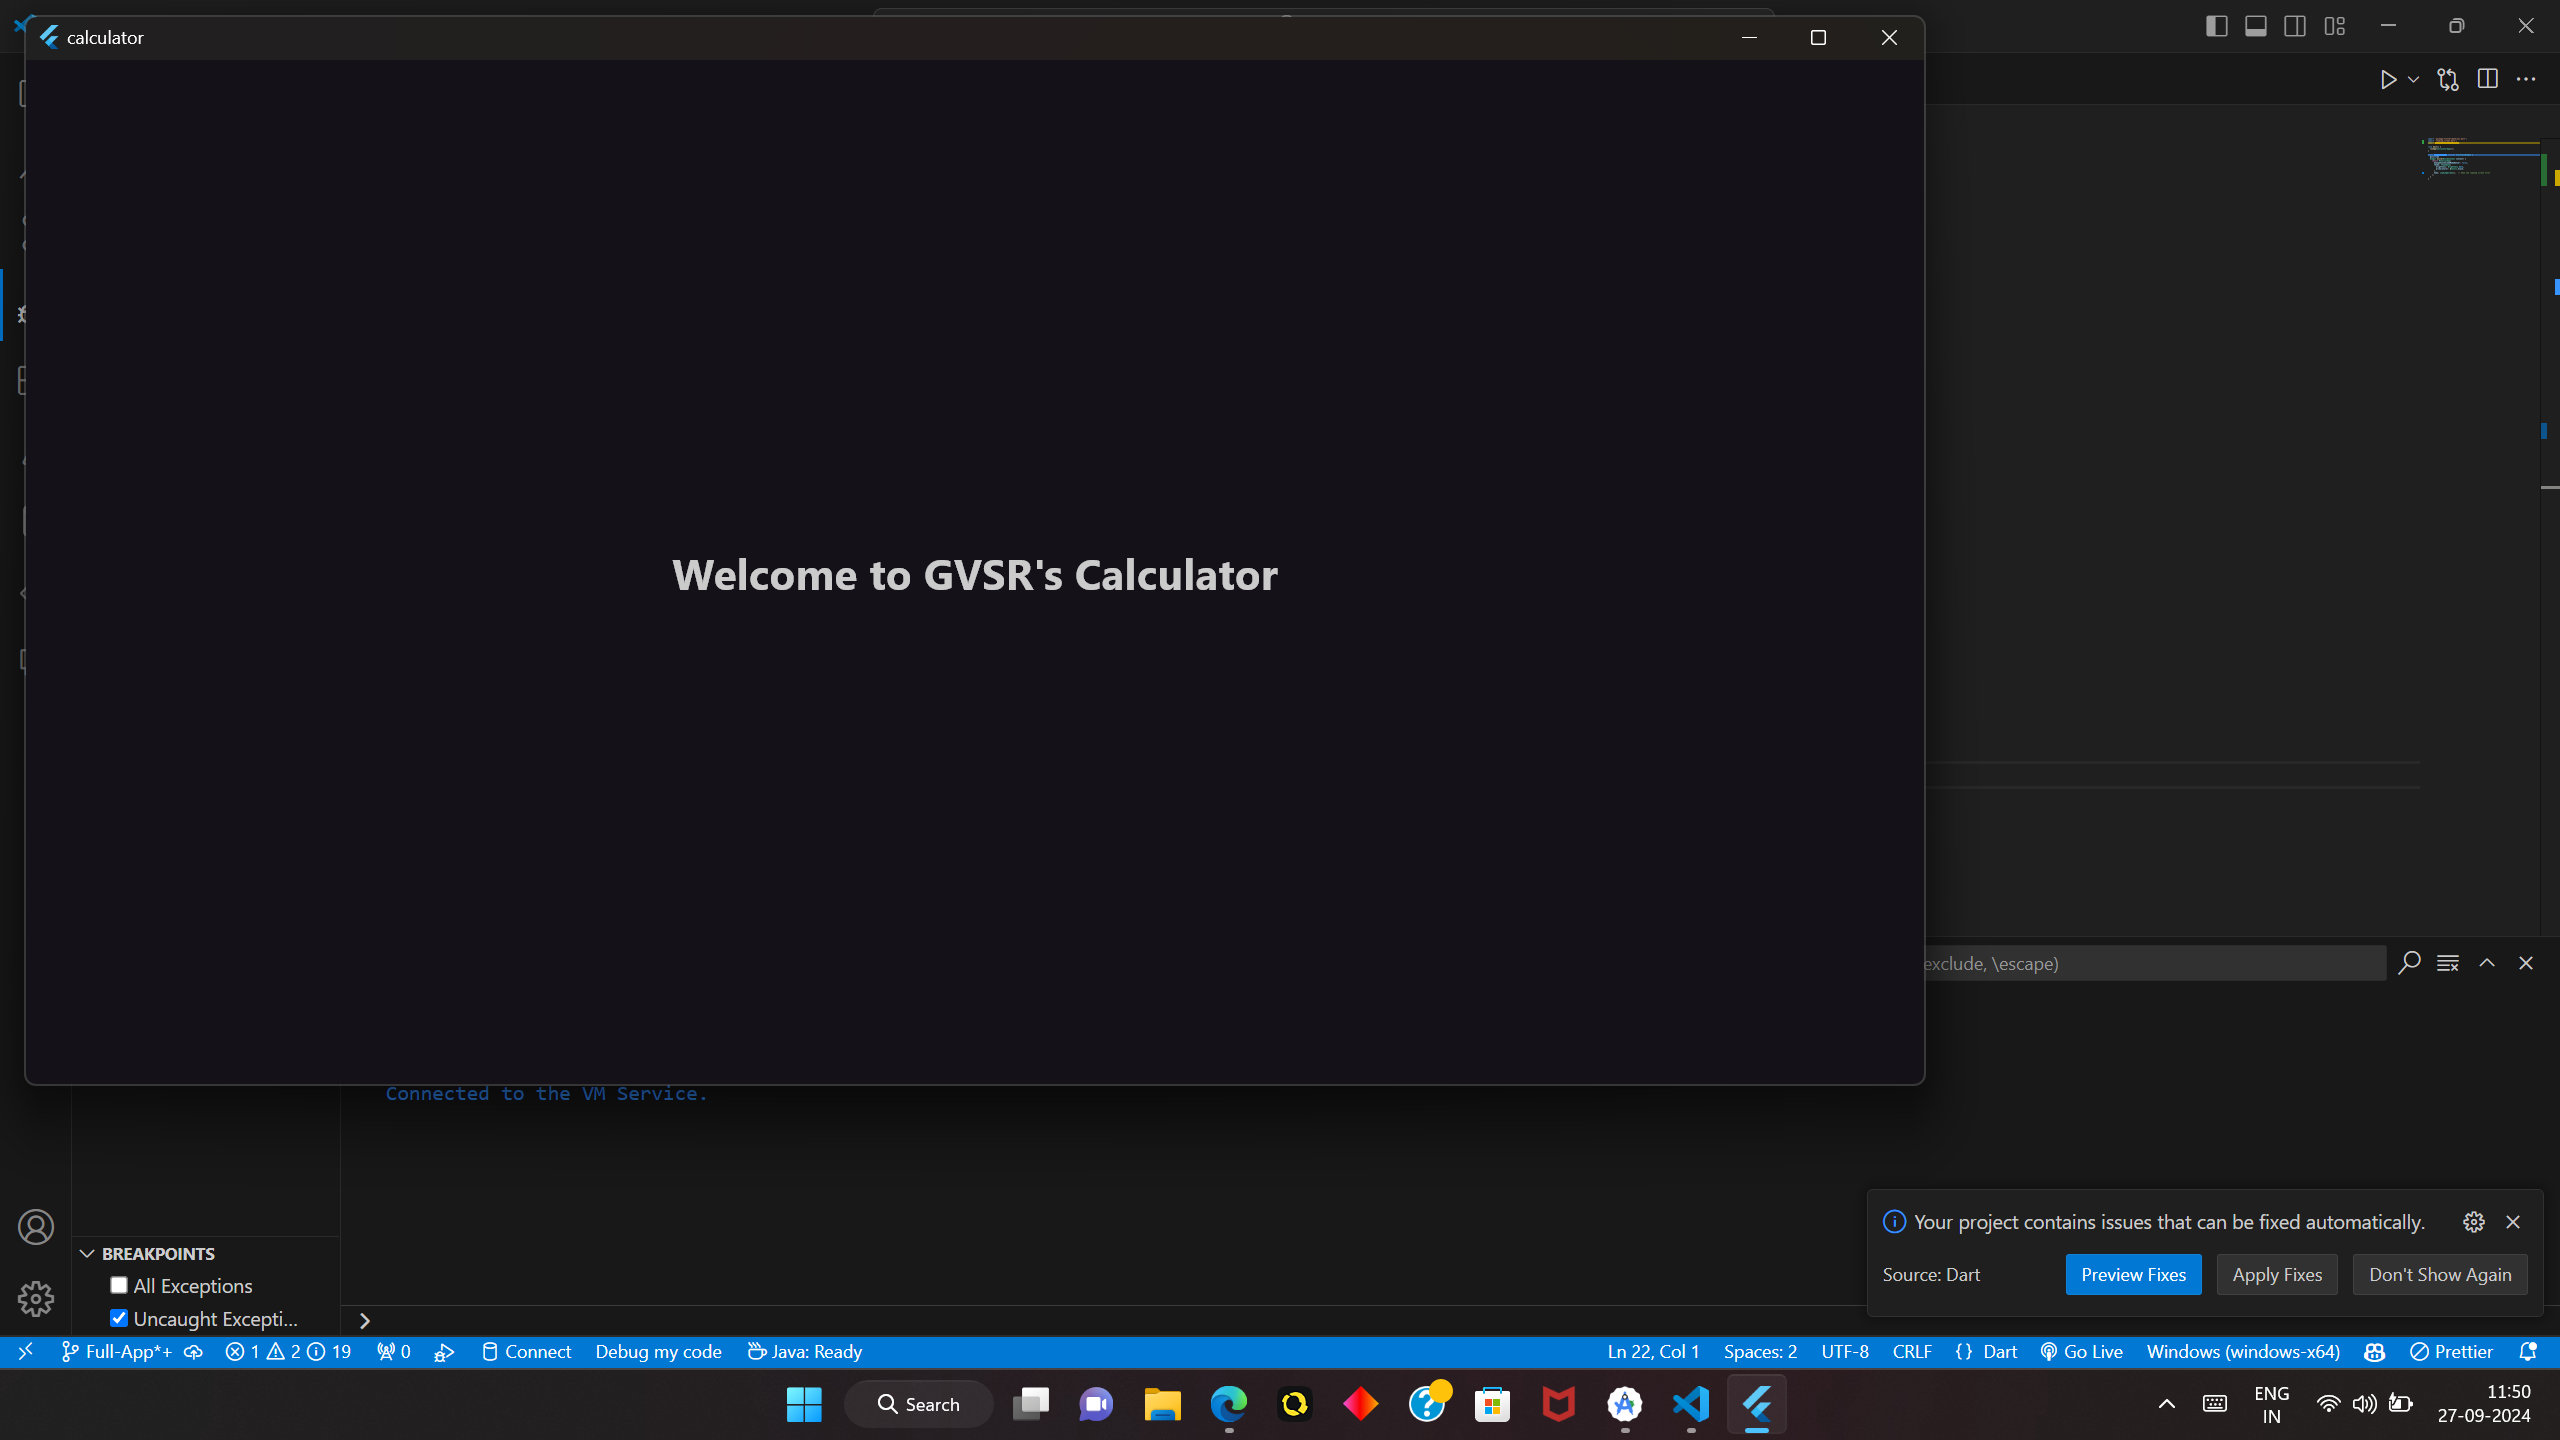 calculator
Welcome to GVSR's Calculator
exclude, \escape)
Connected to the VM Service.
Your project contains issues that can be fixed automatically.
Source: Dart
Preview Fixes
Apply Fixes
Don't Show Again
BREAKPOINTS
All Exceptions
Uncaught Excepti...
Full-App*+ 1 2 19 0 Connect Debug my code Java: Ready Ln 22, Col 1 Spaces: 2 UTF-8 CRLF {} Dart Go Live Windows (windows-x64) Prettier
Search
ENG
IN
11:50
27-09-2024